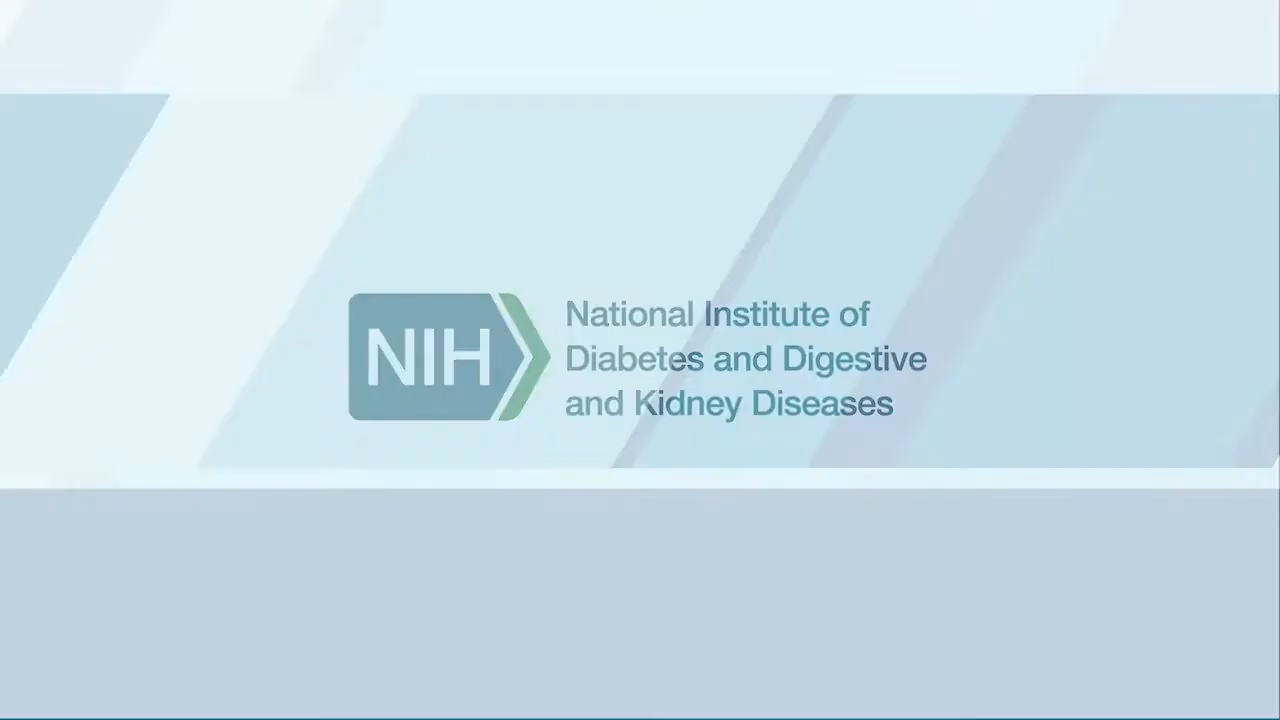 NIH
National Institute of
Diabetes and Digestive
and Kidney Diseases